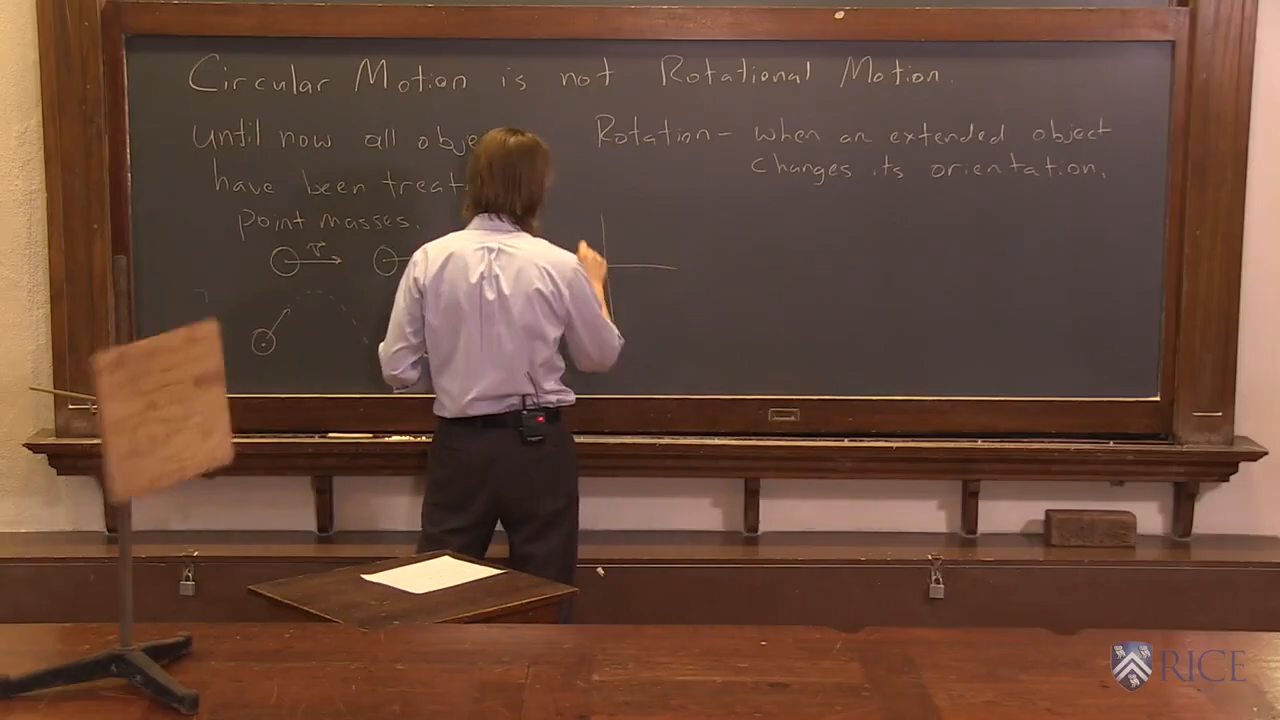 Circular Motion is not Rotational Motion.
Until now all obje
have been treat
point masses.
v
Rotation - when an extended object
changes its orientation.
RICE